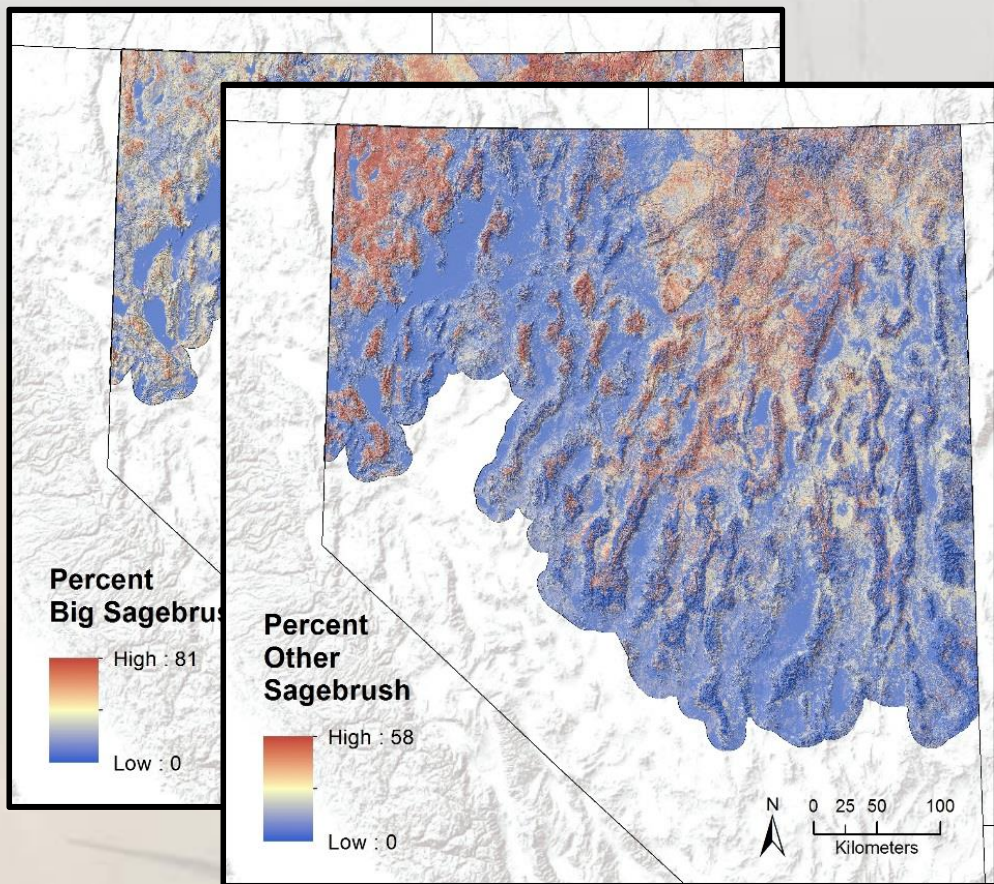 Percent
Big Sagebrus
High : 81
Low : 0
Percent
Other
Sagebrush
High : 58
Low : 0
N
0 25 50 100
Kilometers